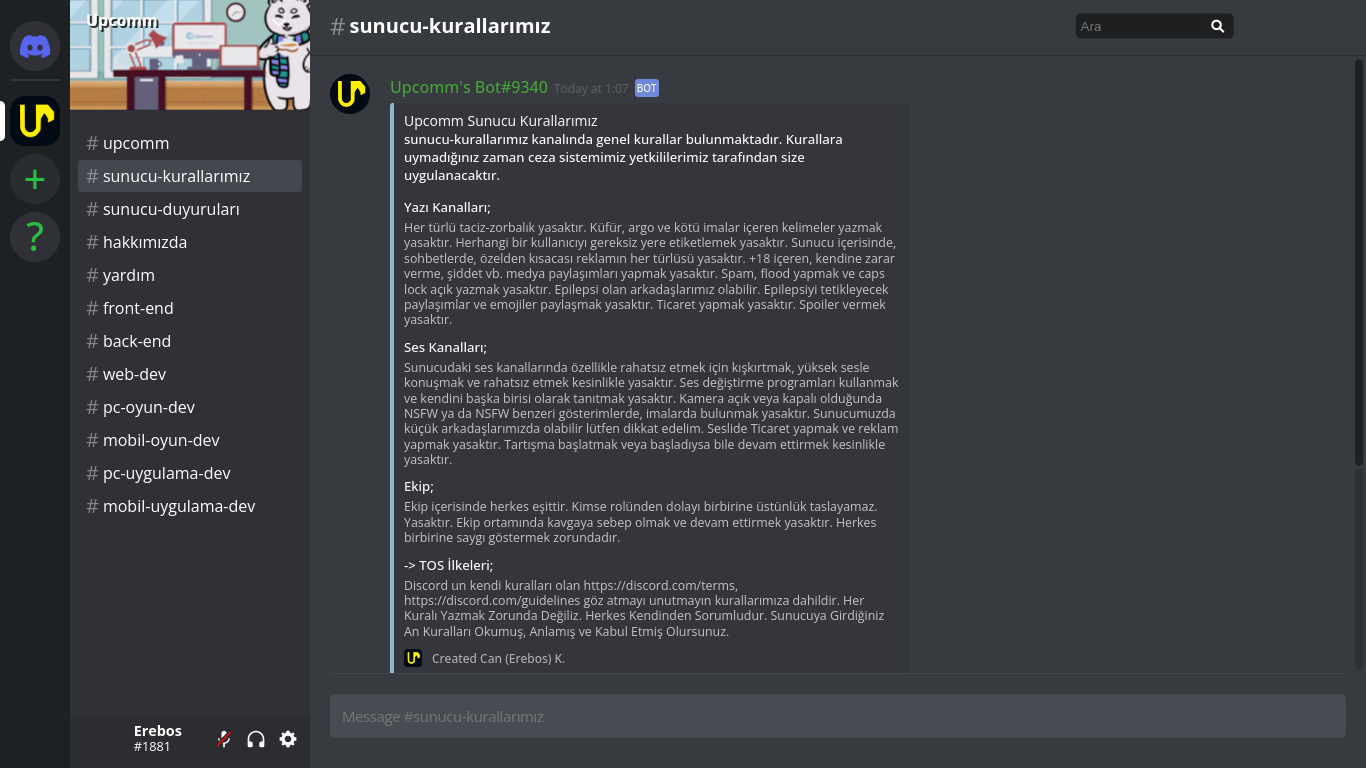 Upcomm
# sunucu-kurallarımız
Ara
# upcomm
# sunucu-kurallarımız
# sunucu-duyuruları
# hakkımızda
# yardım
# front-end
# back-end
# web-dev
# pc-oyun-dev
# mobil-oyun-dev
# pc-uygulama-dev
# mobil-uygulama-dev
Erebos
#1881
Upcomm's Bot#9340 Today at 1:07 BOT
Upcomm Sunucu Kurallarımız
sunucu-kurallarımız kanalında genel kurallar bulunmaktadır. Kurallara
uymadığınız zaman ceza sistemimiz yetkililerimiz tarafından size
uygulanacaktır.
Yazı Kanalları;
Her türlü taciz-zorbalık yasaktır. Küfür, argo ve kötü imalar içeren kelimeler yazmak
yasaktır. Herhangi bir kullanıcıyı gereksiz yere etiketlemek yasaktır. Sunucu içerisinde,
sohbetlerde, özelden kısacası reklamın her türlüsü yasaktır. +18 içeren, kendine zarar
verme, şiddet vb. medya paylaşımları yapmak yasaktır. Spam, flood yapmak ve caps
lock açık yazmak yasaktır. Epilepsi olan arkadaşlarımız olabilir. Epilepsiyi tetikleyecek
paylaşımlar ve emojiler paylaşmak yasaktır. Ticaret yapmak yasaktır. Spoiler vermek
yasaktır.
Ses Kanalları;
Sunucudaki ses kanallarında özellikle rahatsız etmek için kışkırtmak, yüksek sesle
konuşmak ve rahatsız etmek kesinlikle yasaktır. Ses değiştirme programları kullanmak
ve kendini başka birisi olarak tanıtmak yasaktır. Kamera açık veya kapalı olduğunda
NSFW ya da NSFW benzeri gösterimlerde, imalarda bulunmak yasaktır. Sunucumuzda
küçük arkadaşlarımızda olabilir lütfen dikkat edelim. Seslide Ticaret yapmak ve reklam
yapmak yasaktır. Tartışma başlatmak veya başladıysa bile devam ettirmek kesinlikle
yasaktır.
Ekip;
Ekip içerisinde herkes eşittir. Kimse rolünden dolayı birbirine üstünlük taslayamaz.
Yasaktır. Ekip ortamında kavgaya sebep olmak ve devam ettirmek yasaktır. Herkes
birbirine saygı göstermek zorundadır.
-> TOS İlkeleri;
Discord un kendi kuralları olan https://discord.com/terms,
https://discord.com/guidelines göz atmayı unutmayın kurallarımıza dahildir. Her
Kuralı Yazmak Zorunda Değiliz. Herkes Kendinden Sorumludur. Sunucuya Girdiğiniz
An Kuralları Okumuş, Anlamış ve Kabul Etmiş Olursunuz.
Created Can (Erebos) K.
Message #sunucu-kurallarımız